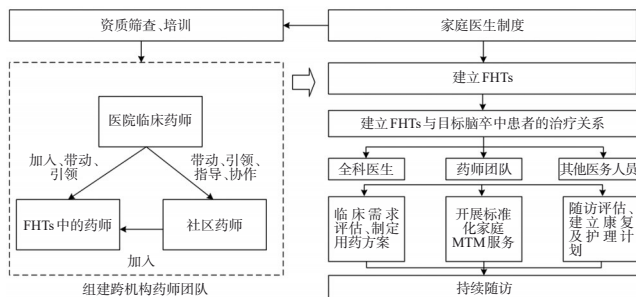 资质筛查、培训
家庭医生制度
建立FHTs
医院临床药师
建立FHTs与目标脑卒中患者的治疗关系
加入、带动、
引领
带动、引领、
指导、协作
全科医生
药师团队
其他医务人员
FHTs中的药师
社区药师
加入
临床需求
评估、制定
用药方案
开展标准
化家庭
MTM服务
随访评估、
建立康复
及护理计
划
组建跨机构药师团队
持续随访